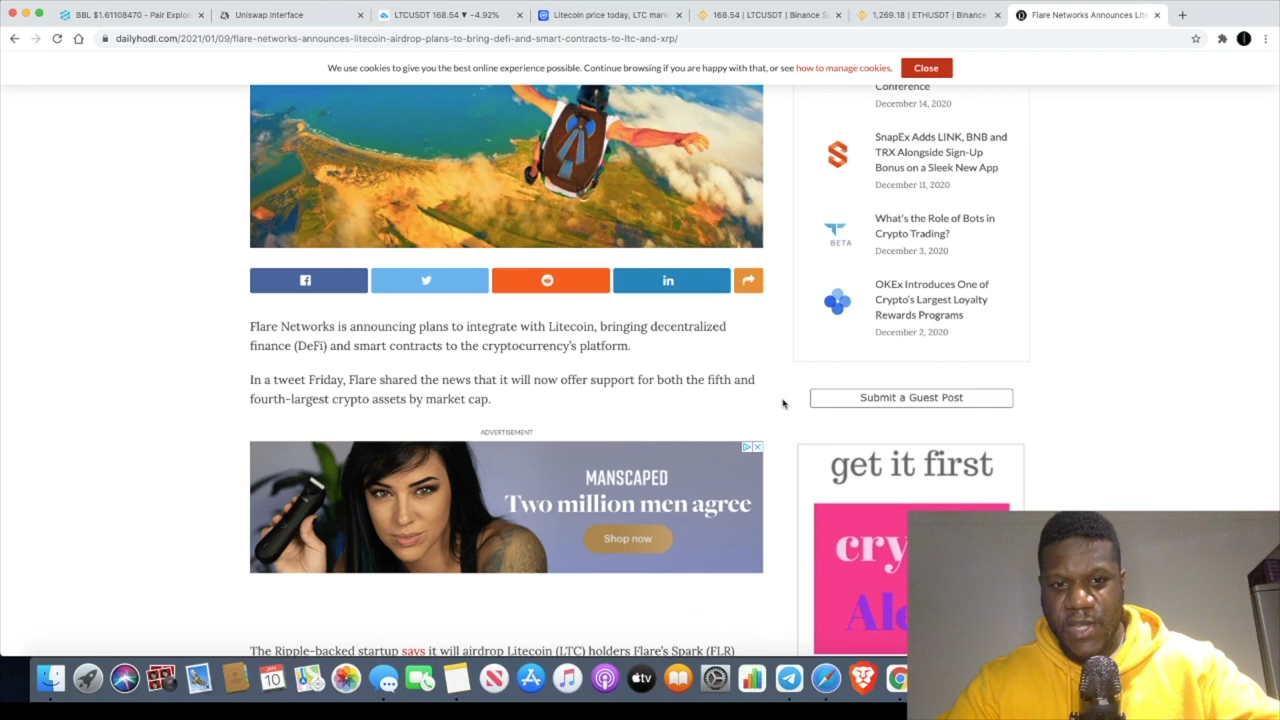 BBL $1.61108470 - Pair Explor
Uniswap Interface
LTCUSDT 168.54 ▼ −4.92%
Litecoin price today, LTC mark
168.54 | LTCUSDT | Binance Sp
1,269.18 | ETHUSDT | Binance
Flare Networks Announces Lite
dailyhodl.com/2021/01/09/flare-networks-announces-litecoin-airdrop-plans-to-bring-defi-and-smart-contracts-to-ltc-and-xrp/
We use cookies to give you the best online experience possible. Continue browsing if you are happy with that, or see how to manage cookies.
Close
Conference
December 14, 2020
SnapEx Adds LINK, BNB and
TRX Alongside Sign-Up
Bonus on a Sleek New App
December 11, 2020
BETA
What's the Role of Bots in
Crypto Trading?
December 3, 2020
OKEx Introduces One of
Crypto's Largest Loyalty
Rewards Programs
December 2, 2020
in
Flare Networks is announcing plans to integrate with Litecoin, bringing decentralized
finance (DeFi) and smart contracts to the cryptocurrency's platform.
In a tweet Friday, Flare shared the news that it will now offer support for both the fifth and
fourth-largest crypto assets by market cap.
Submit a Guest Post
ADVERTISEMENT
MANSCAPED
Two million men agree
Shop now
get it first
cry
Ale
The Ripple-backed startup says it will airdrop Litecoin (LTC) holders Flare's Spark (FLR)
JAN
10
tv